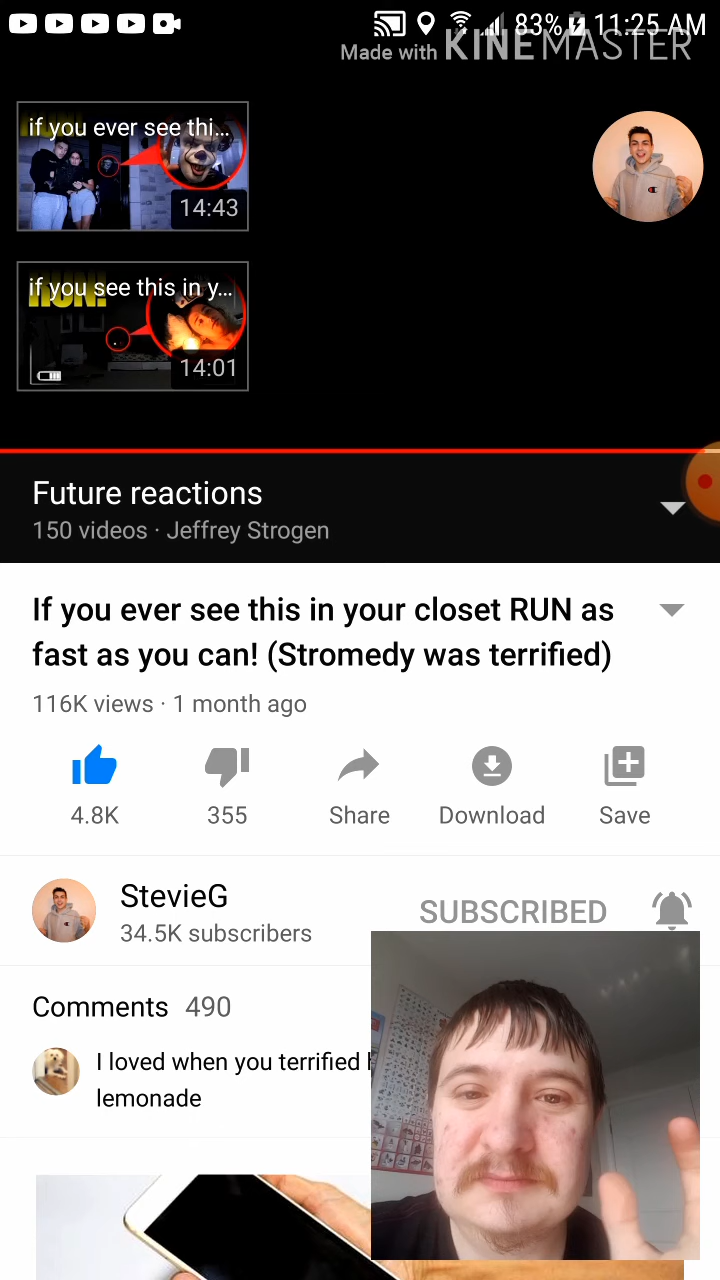 83% 11:25 AM
Made with KINEMASTER
if you ever see thi...
14:43
RUN!
if you see this in y...
14:01
Future reactions
150 videos · Jeffrey Strogen
If you ever see this in your closet RUN as
fast as you can! (Stromedy was terrified)
116K views · 1 month ago
4.8K
355
Share
Download
Save
StevieG
34.5K subscribers
SUBSCRIBED
Comments 490
I loved when you terrified
lemonade